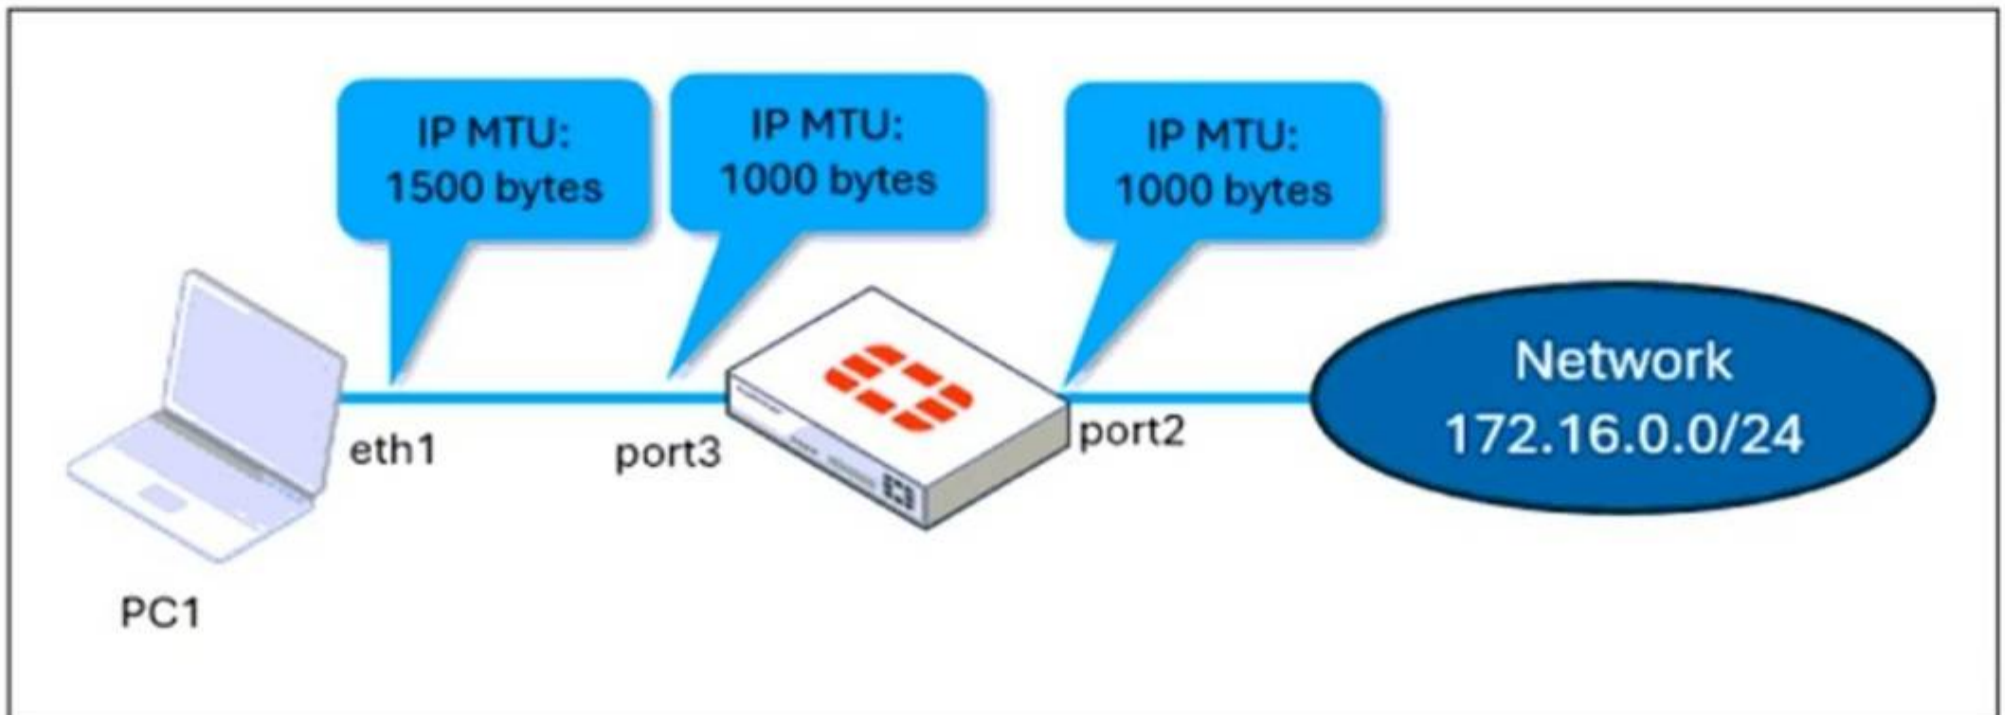 IP MTU:
1500 bytes
IP MTU:
1000 bytes
IP MTU:
1000 bytes
eth1
port3
port2
Network
172.16.0.0/24
PC1